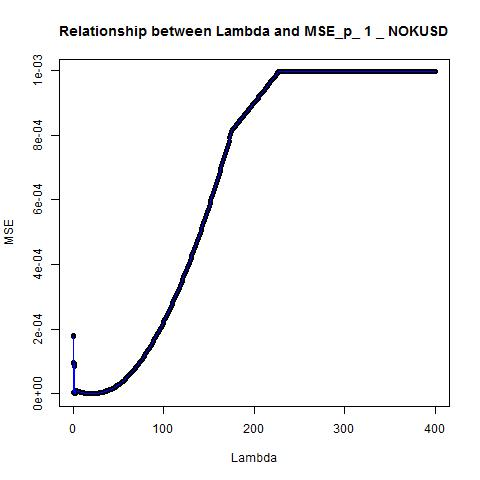 Relationship between Lambda and MSE_p_ 1 _ NOKUSD
1e-03
8e-04
6e-04
4e-04
2e-04
0e+00
MSE
0 100 200 300 400
Lambda